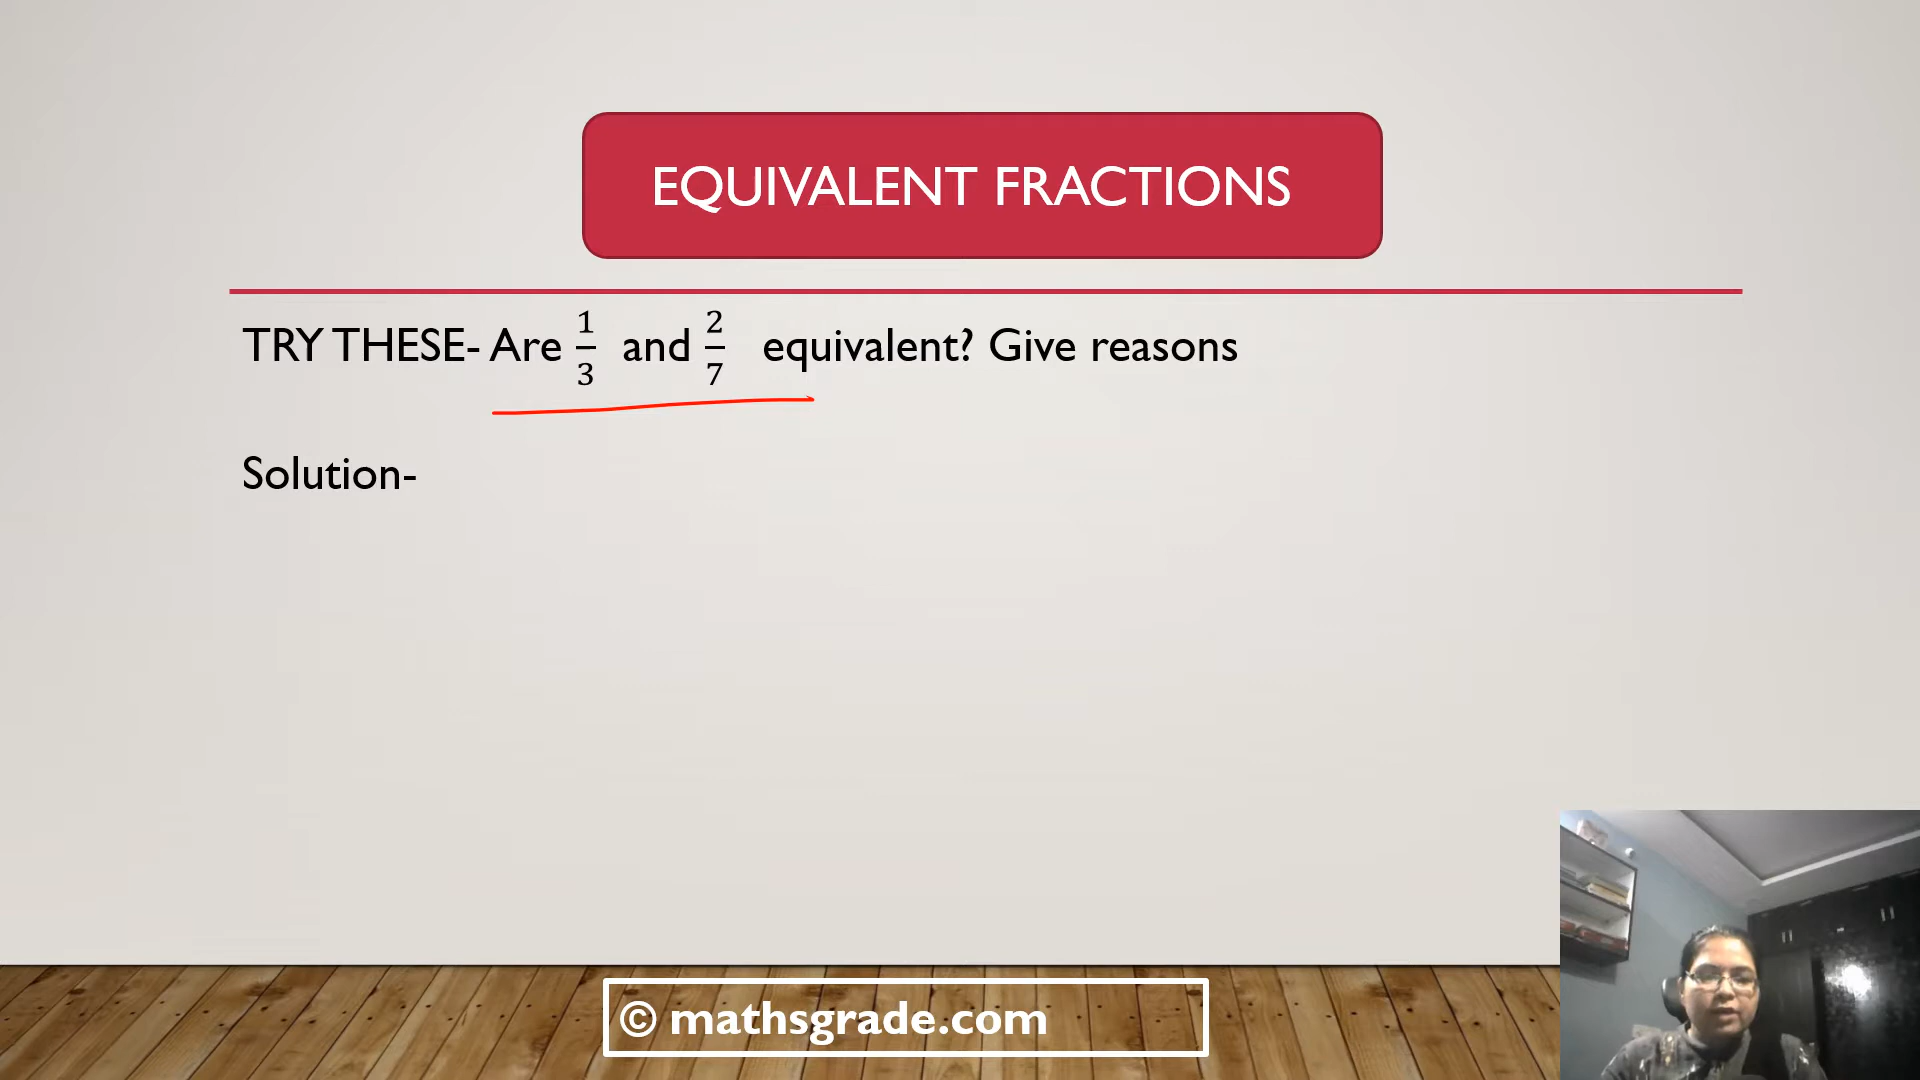 EQUIVALENT FRACTIONS
TRY THESE- Are 1/3 and 2/7 equivalent? Give reasons
Solution-
© mathsgrade.com